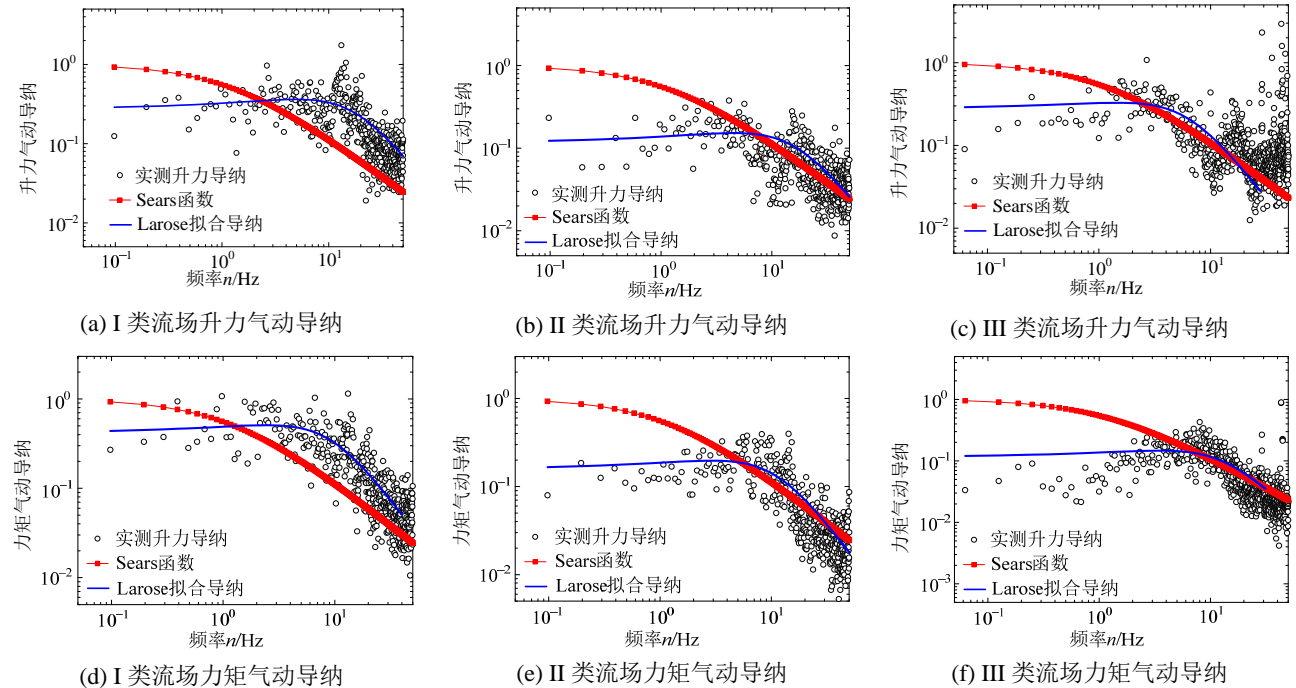 10^0
10^{-1}
10^{-2}
升力气动导纳
实测升力导纳
Sears函数
Larose拟合导纳
10^{-1}
10^0
10^1
频率n/Hz
(a) I 类流场升力气动导纳
10^0
10^{-1}
10^{-2}
升力气动导纳
实测升力导纳
Sears函数
Larose拟合导纳
10^{-1}
10^0
10^1
频率n/Hz
(b) II 类流场升力气动导纳
10^0
10^{-1}
10^{-2}
升力气动导纳
实测升力导纳
Sears函数
Larose拟合导纳
10^{-1}
10^0
10^1
频率n/Hz
(c) III 类流场升力气动导纳
10^0
10^{-1}
10^{-2}
力矩气动导纳
实测升力导纳
Sears函数
Larose拟合导纳
10^{-1}
10^0
10^1
频率n/Hz
(d) I 类流场力矩气动导纳
10^0
10^{-1}
10^{-2}
力矩气动导纳
实测升力导纳
Sears函数
Larose拟合导纳
10^{-1}
10^0
10^1
频率n/Hz
(e) II 类流场力矩气动导纳
10^0
10^{-1}
10^{-2}
10^{-3}
力矩气动导纳
实测升力导纳
Sears函数
Larose拟合导纳
10^{-1}
10^0
10^1
频率n/Hz
(f) III 类流场力矩气动导纳